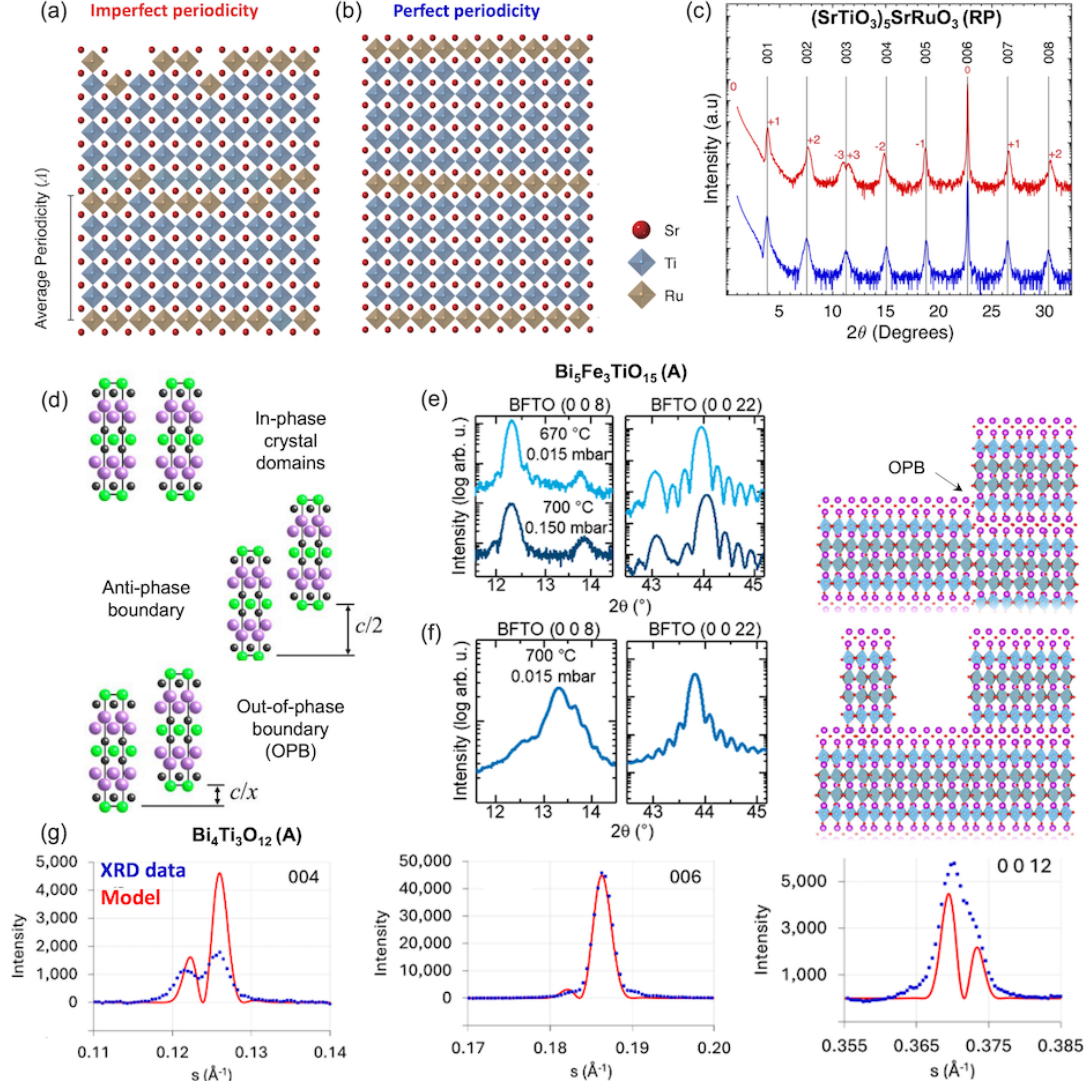 (a)
Imperfect periodicity
Average Periodicity (Λ)
(b)
Perfect periodicity
Sr
Ti
Ru
(c)
(SrTiO3)5SrRuO3 (RP)
001
002
003
004
005
006
007
008
0
+1
+2
-3
+3
-2
-1
0
+1
+2
Intensity (a.u)
5
10
15
20
25
30
2θ (Degrees)
(d)
In-phase
crystal
domains
Anti-phase
boundary
c/2
Out-of-phase
boundary
(OPB)
c/x
Bi5Fe3TiO15 (A)
(e)
BFTO (0 0 8)
BFTO (0 0 22)
670 °C
0.015 mbar
700 °C
0.150 mbar
Intensity (log arb. u.)
12
13
14
43
44
45
2θ (°)
OPB
(f)
BFTO (0 0 8)
BFTO (0 0 22)
700 °C
0.015 mbar
Intensity (log arb. u.)
12
13
14
43
44
45
2θ (°)
(g)
Bi4Ti3O12 (A)
XRD data
Model
004
Intensity
5,000
4,000
3,000
2,000
1,000
0
0.11
0.12
0.13
0.14
s (Å-1)
006
Intensity
50,000
40,000
30,000
20,000
10,000
0
0.17
0.18
0.19
0.20
s (Å-1)
0 0 12
Intensity
5,000
3,000
1,000
0.355
0.365
0.375
0.385
s (Å-1)